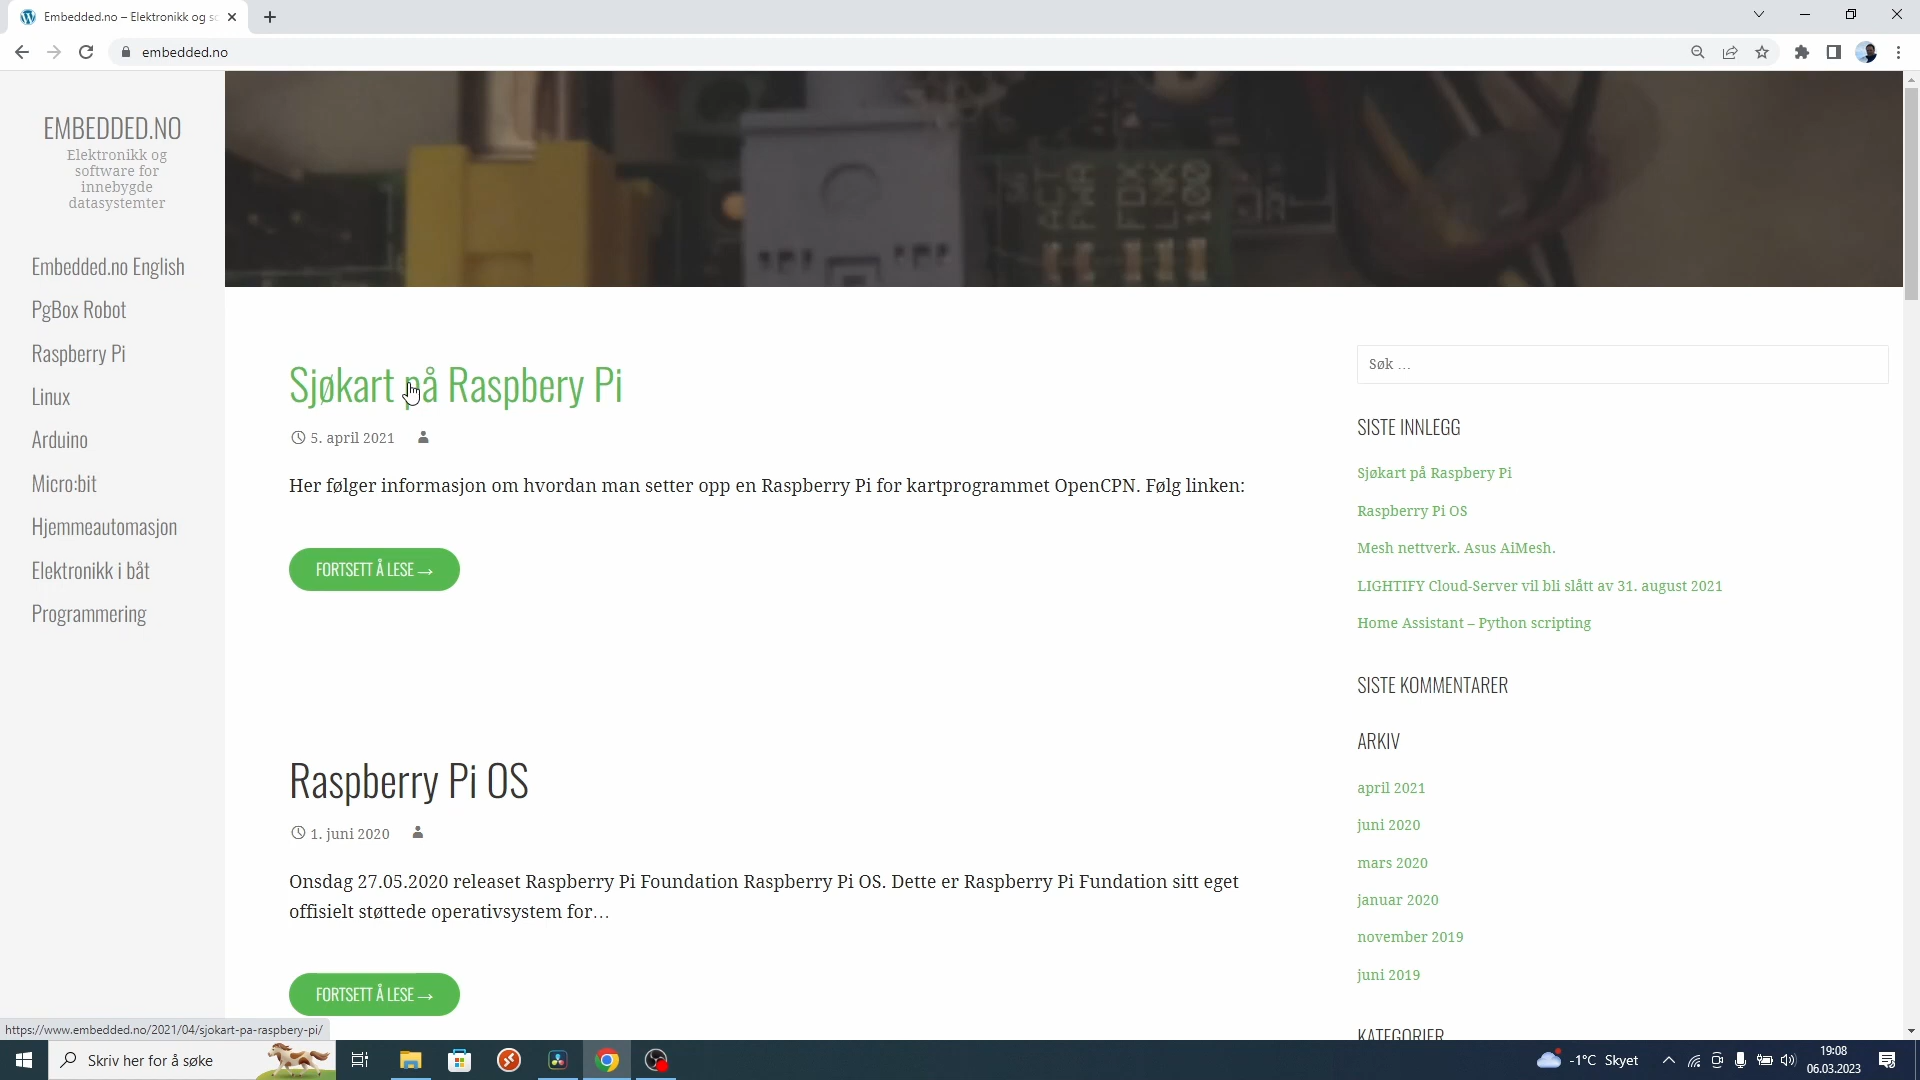 Embedded.no – Elektronikk og sc
embedded.no
EMBEDDED.NO
Elektronikk og
software for
innebygde
datasystemter
Embedded.no English
PgBox Robot
Raspberry Pi
Linux
Arduino
Micro:bit
Hjemmeautomasjon
Elektronikk i båt
Programmering
ACT
PWR
FDX
LNK
100
Sjøkart på Raspbery Pi
5. april 2021
Her følger informasjon om hvordan man setter opp en Raspberry Pi for kartprogrammet OpenCPN. Følg linken:
FORTSETT Å LESE →
Raspberry Pi OS
1. juni 2020
Onsdag 27.05.2020 releaset Raspberry Pi Foundation Raspberry Pi OS. Dette er Raspberry Pi Fundation sitt eget
offisielt støttede operativsystem for…
FORTSETT Å LESE →
Søk …
SISTE INNLEGG
Sjøkart på Raspbery Pi
Raspberry Pi OS
Mesh nettverk. Asus AiMesh.
LIGHTIFY Cloud-Server vil bli slått av 31. august 2021
Home Assistant – Python scripting
SISTE KOMMENTARER
ARKIV
april 2021
juni 2020
mars 2020
januar 2020
november 2019
juni 2019
KATEGORIER
https://www.embedded.no/2021/04/sjokart-pa-raspbery-pi/
Skriv her for å søke
-1°C Skyet
19:08
06.03.2023